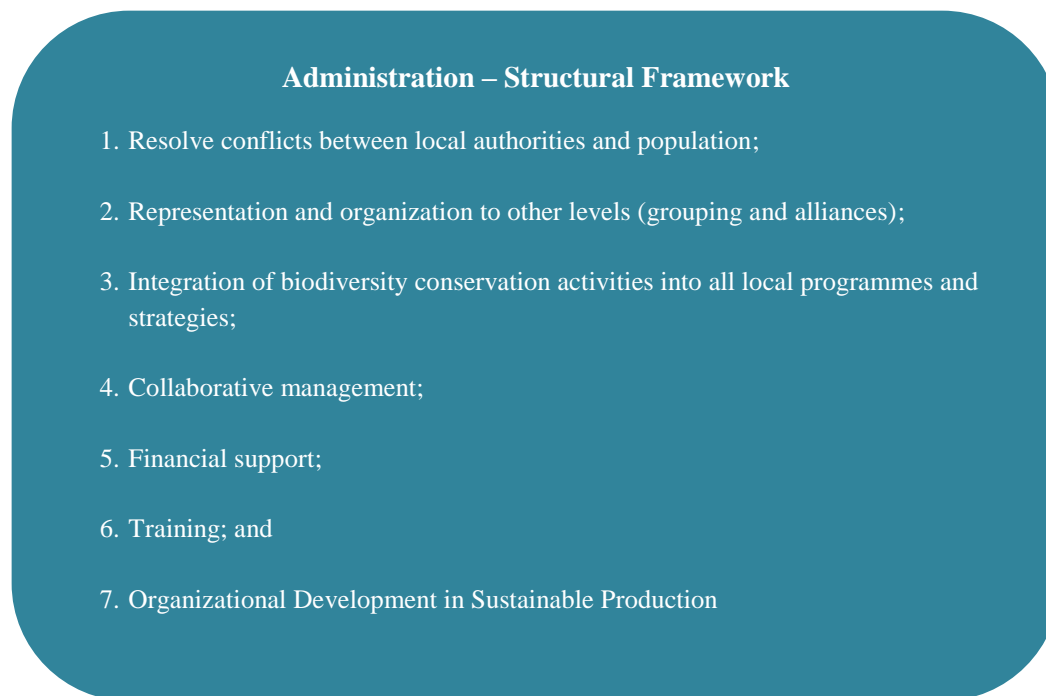 Administration – Structural Framework
1. Resolve conflicts between local authorities and population;
2. Representation and organization to other levels (grouping and alliances);
3. Integration of biodiversity conservation activities into all local programmes and
strategies;
4. Collaborative management;
5. Financial support;
6. Training; and
7. Organizational Development in Sustainable Production